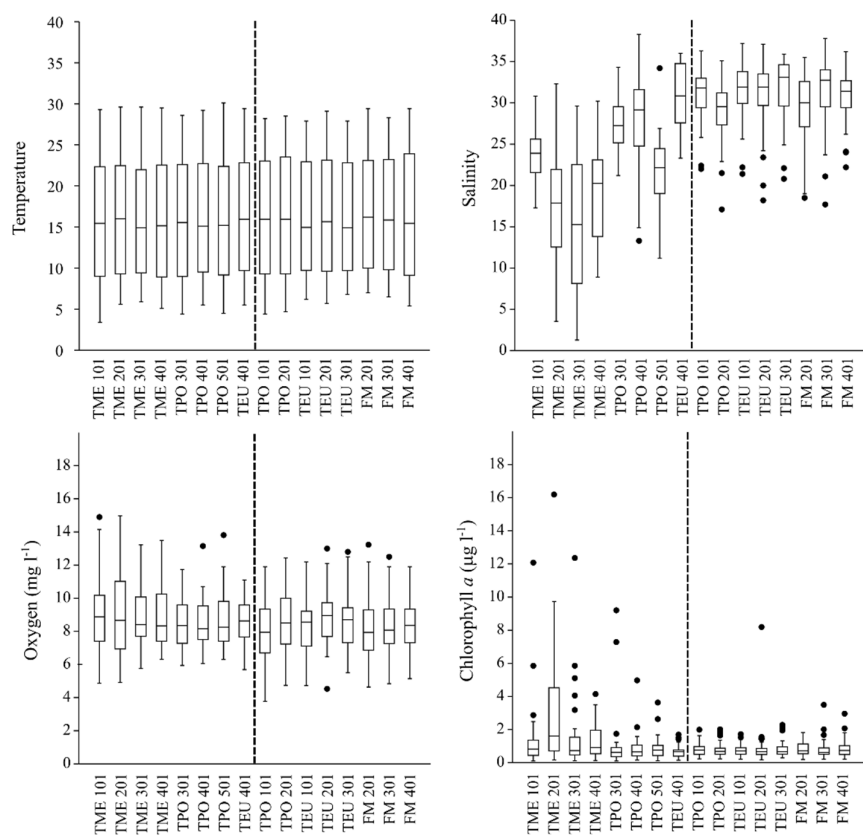 Temperature
40
35
30
25
20
15
10
5
0
TME 101
TME 201
TME 301
TME 401
TPO 301
TPO 401
TPO 501
TEU 401
TPO 101
TPO 201
TEU 101
TEU 201
TEU 301
FM 201
FM 301
FM 401
Salinity
40
35
30
25
20
15
10
5
0
TME 101
TME 201
TME 301
TME 401
TPO 301
TPO 401
TPO 501
TEU 401
TPO 101
TPO 201
TEU 101
TEU 201
TEU 301
FM 201
FM 301
FM 401
Oxygen (mg l⁻¹)
18
16
14
12
10
8
6
4
2
0
TME 101
TME 201
TME 301
TME 401
TPO 301
TPO 401
TPO 501
TEU 401
TPO 101
TPO 201
TEU 101
TEU 201
TEU 301
FM 201
FM 301
FM 401
Chlorophyll a (μg l⁻¹)
18
16
14
12
10
8
6
4
2
0
TME 101
TME 201
TME 301
TME 401
TPO 301
TPO 401
TPO 501
TEU 401
TPO 101
TPO 201
TEU 101
TEU 201
TEU 301
FM 201
FM 301
FM 401